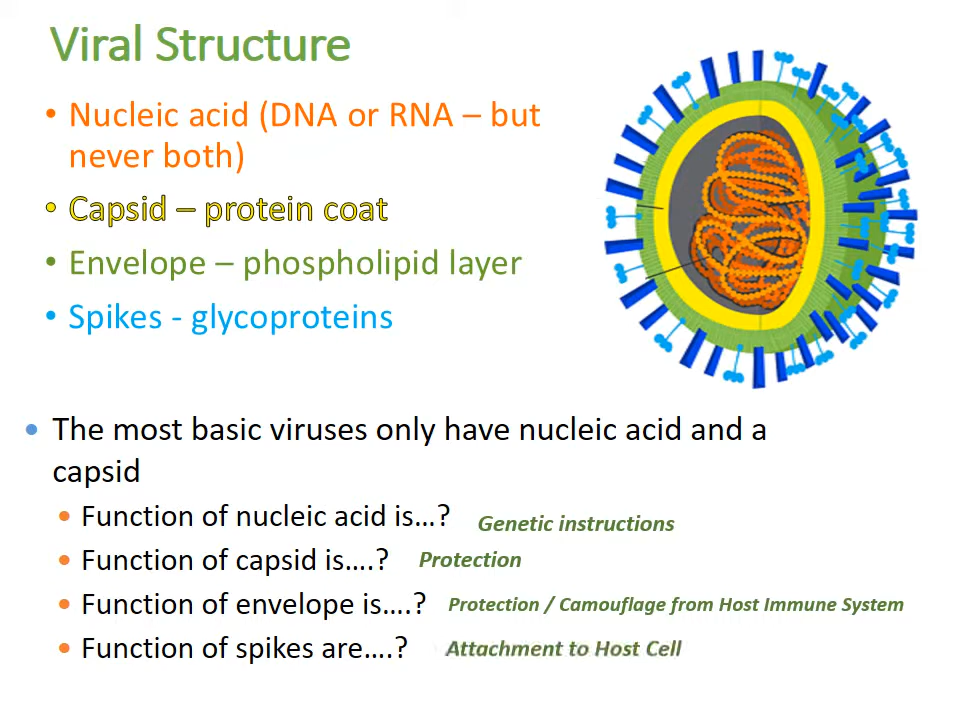 Viral Structure
• Nucleic acid (DNA or RNA – but
never both)
• Capsid – protein coat
• Envelope – phospholipid layer
• Spikes - glycoproteins
• The most basic viruses only have nucleic acid and a
capsid
• Function of nucleic acid is…? Genetic instructions
• Function of capsid is….? Protection
• Function of envelope is….? Protection / Camouflage from Host Immune System
• Function of spikes are….? Attachment to Host Cell